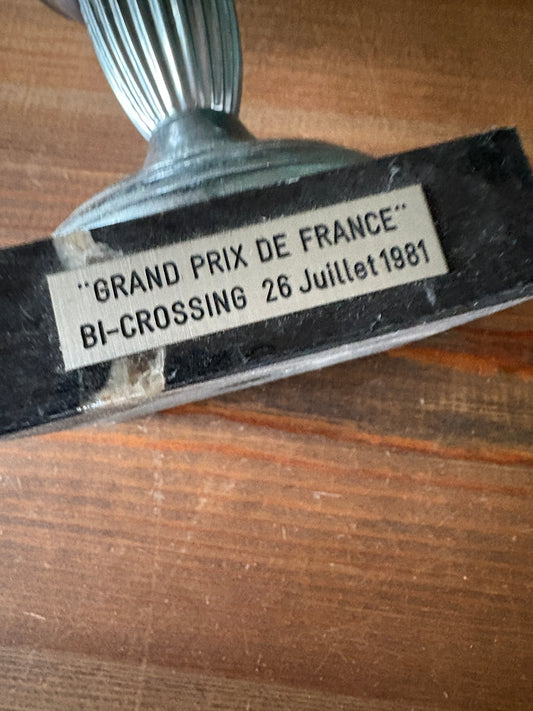 "GRAND PRIX DE FRANCE"
BI-CROSSING 26 Juillet 1981